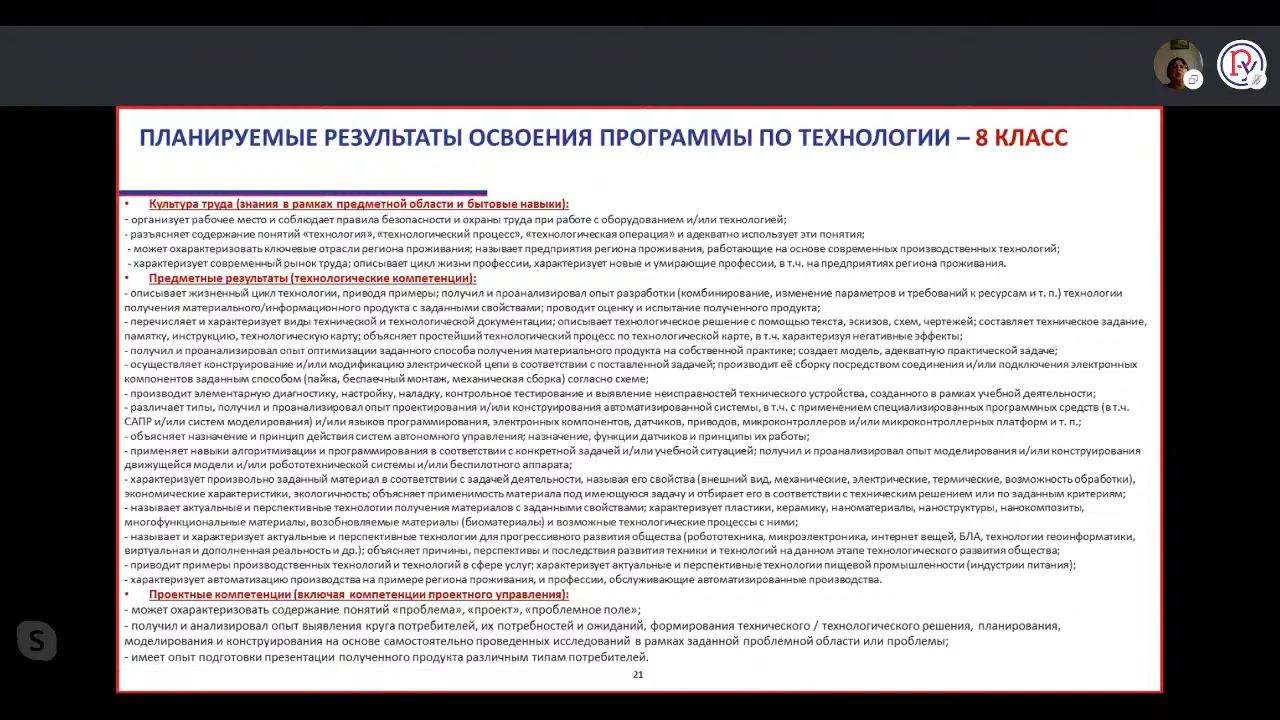 ПЛАНИРУЕМЫЕ РЕЗУЛЬТАТЫ ОСВОЕНИЯ ПРОГРАММЫ ПО ТЕХНОЛОГИИ – 8 КЛАСС
• Культура труда (знания в рамках предметной области и бытовые навыки):
- организует рабочее место и соблюдает правила безопасности и охраны труда при работе с оборудованием и/или технологией;
- разъясняет содержание понятий «технология», «технологический процесс», «технологическая операция» и адекватно использует эти понятия;
- может охарактеризовать ключевые отрасли региона проживания; называет предприятия региона проживания, работающие на основе современных производственных технологий;
- характеризует современный рынок труда; описывает цикл жизни профессии, характеризует новые и умирающие профессии, в т.ч. на предприятиях региона проживания.
• Предметные результаты (технологические компетенции):
- описывает жизненный цикл технологии, приводя примеры; получил и проанализировал опыт разработки (комбинирование, изменение параметров и требований к ресурсам и т. п.) технологии
получения материального/информационного продукта с заданными свойствами; проводит оценку и испытание полученного продукта;
- перечисляет и характеризует виды технической и технологической документации; описывает технологическое решение с помощью текста, эскизов, схем, чертежей; составляет техническое задание,
памятку, инструкцию, технологическую карту; объясняет простейший технологический процесс по технологической карте, в т.ч. характеризуя негативные эффекты;
- получил и проанализировал опыт оптимизации заданного способа получения материального продукта на собственной практике; создает модель, адекватную практической задаче;
- осуществляет конструирование и/или модификацию электрической цепи в соответствии с поставленной задачей; производит её сборку посредством соединения и/или подключения электронных
компонентов заданным способом (пайка, беспаечный монтаж, механическая сборка) согласно схеме;
- производит элементарную диагностику, настройку, наладку, контрольное тестирование и выявление неисправностей технического устройства, созданного в рамках учебной деятельности;
- различает типы, получил и проанализировал опыт проектирования и/или конструирования автоматизированной системы, в т.ч. с применением специализированных программных средств (в т.ч.
САПР и/или систем моделирования) и/или языков программирования, электронных компонентов, датчиков, приводов, микроконтроллеров и/или микроконтроллерных платформ и т. п.;
- объясняет назначение и принцип действия систем автономного управления; назначение, функции датчиков и принципы их работы;
- применяет навыки алгоритмизации и программирования в соответствии с конкретной задачей и/или учебной ситуацией; получил и проанализировал опыт моделирования и/или конструирования
движущейся модели и/или робототехнической системы и/или беспилотного аппарата;
- характеризует произвольно заданный материал в соответствии с задачей деятельности, называя его свойства (внешний вид, механические, электрические, термические, возможность обработки),
экономические характеристики, экологичность; объясняет применимость материала под имеющуюся задачу и отбирает его в соответствии с техническим решением или по заданным критериям;
- называет актуальные и перспективные технологии получения материалов с заданными свойствами; характеризует пластики, керамику, наноматериалы, наноструктуры, нанокомпозиты,
многофункциональные материалы, возобновляемые материалы (биоматериалы) и возможные технологические процессы с ними;
- называет и характеризует актуальные и перспективные технологии для прогрессивного развития общества (робототехника, микроэлектроника, интернет вещей, БЛА, технологии геоинформатики,
виртуальная и дополненная реальность и др.); объясняет причины, перспективы и последствия развития техники и технологий на данном этапе технологического развития общества;
- приводит примеры производственных технологий и технологий в сфере услуг; характеризует актуальные и перспективные технологии пищевой промышленности (индустрии питания);
- характеризует автоматизацию производства на примере региона проживания, и профессии, обслуживающие автоматизированные производства.
• Проектные компетенции (включая компетенции проектного управления):
- может охарактеризовать содержание понятий «проблема», «проект», «проблемное поле»;
- получил и анализировал опыт выявления круга потребителей, их потребностей и ожиданий, формирования технического / технологического решения, планирования,
моделирования и конструирования на основе самостоятельно проведенных исследований в рамках заданной проблемной области или проблемы;
- имеет опыт подготовки презентации полученного продукта различным типам потребителей.
21
S